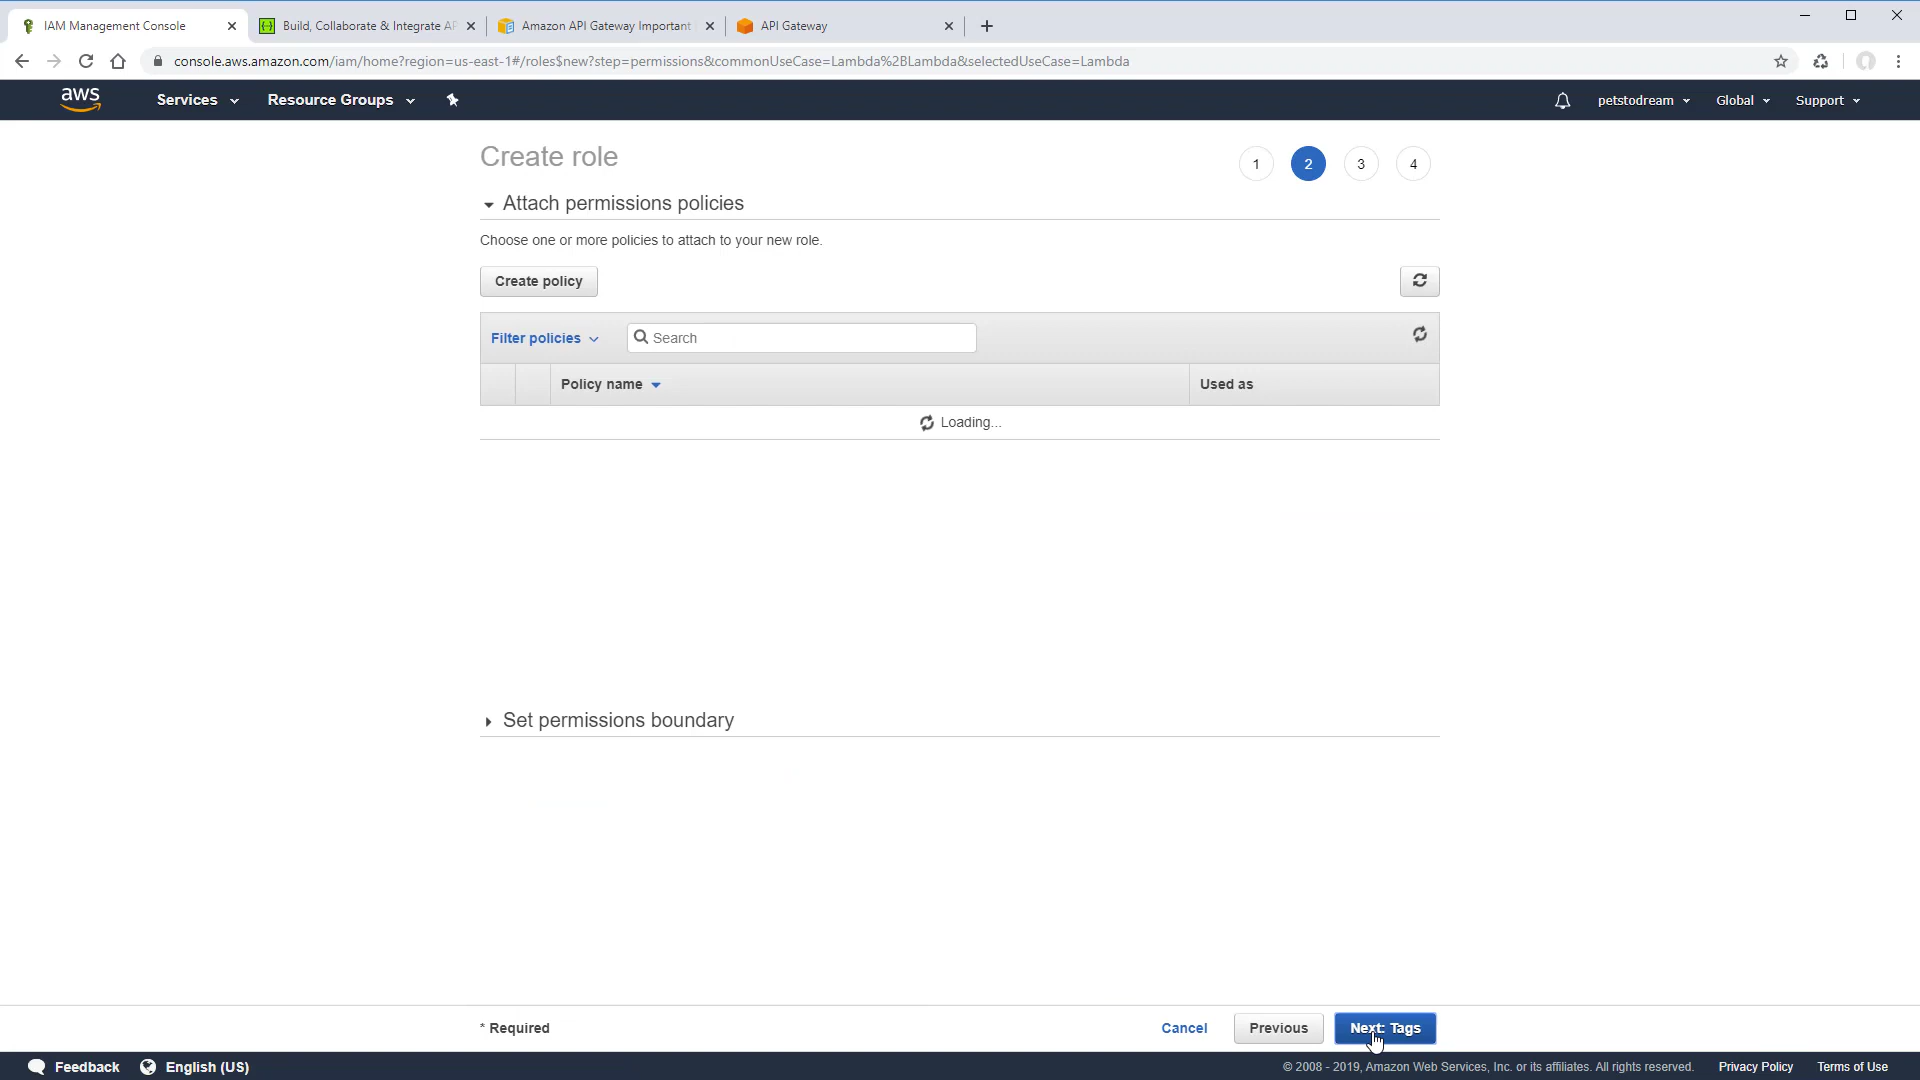 IAM Management Console
Build, Collaborate & Integrate AP
Amazon API Gateway Important
API Gateway
console.aws.amazon.com/iam/home?region=us-east-1#/roles$new?step=permissions&commonUseCase=Lambda%2BLambda&selectedUseCase=Lambda
aws
Services
Resource Groups
petstodream
Global
Support
Create role
1
2
3
4
Attach permissions policies
Choose one or more policies to attach to your new role.
Create policy
Filter policies
Search
Policy name
Used as
Loading...
Set permissions boundary
* Required
Cancel
Previous
Next: Tags
Feedback
English (US)
© 2008 - 2019, Amazon Web Services, Inc. or its affiliates. All rights reserved.
Privacy Policy
Terms of Use